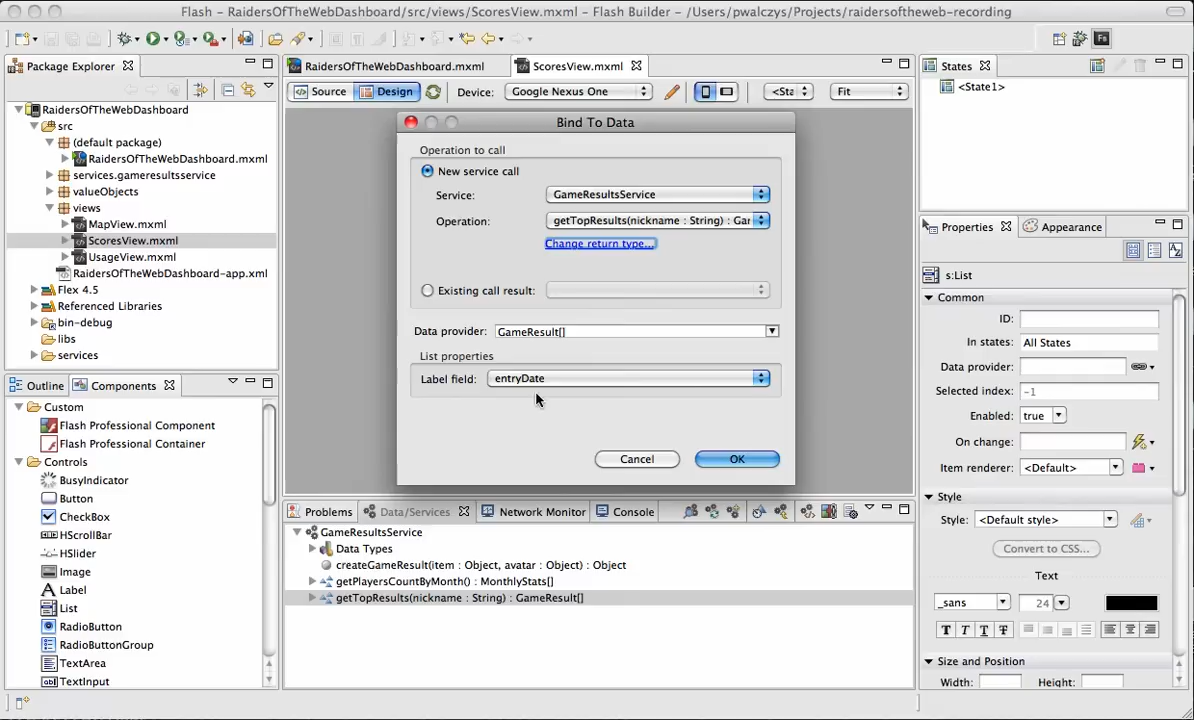 Flash - RaidersOfTheWebDashboard/src/views/ScoresView.mxml - Flash Builder - /Users/pwalczys/Projects/raidersoftheweb-recording
Fs
Package Explorer
RaidersOfTheWebDashboard
src
(default package)
RaidersOfTheWebDashboard.mxml
services.gameresultsservice
valueObjects
views
MapView.mxml
ScoresView.mxml
UsageView.mxml
RaidersOfTheWebDashboard-app.xml
Flex 4.5
Referenced Libraries
bin-debug
libs
services
Outline
Components
Custom
Flash Professional Component
Flash Professional Container
Controls
BusyIndicator
Button
CheckBox
HScrollBar
HSlider
Image
Label
List
RadioButton
RadioButtonGroup
TextArea
TextInput
RaidersOfTheWebDashboard.mxml
ScoresView.mxml
Source
Design
Device:
Google Nexus One
<Sta
Fit
Bind To Data
Operation to call
New service call
Service:
GameResultsService
Operation:
getTopResults(nickname : String) : Gar
Change return type...
Existing call result:
Data provider:
GameResult[]
List properties
Label field:
entryDate
Cancel
OK
Problems
Data/Services
Network Monitor
Console
GameResultsService
Data Types
createGameResult(item : Object, avatar : Object) : Object
getPlayersCountByMonth() : MonthlyStats[]
getTopResults(nickname : String) : GameResult[]
States
<State1>
Properties
Appearance
s:List
Common
ID:
In states:
All States
Data provider:
Selected index:
-1
Enabled:
true
On change:
Item renderer:
<Default>
Style
Style:
<Default style>
Convert to CSS...
Text
_sans
24
T T T T
Size and Position
Width:
Height: